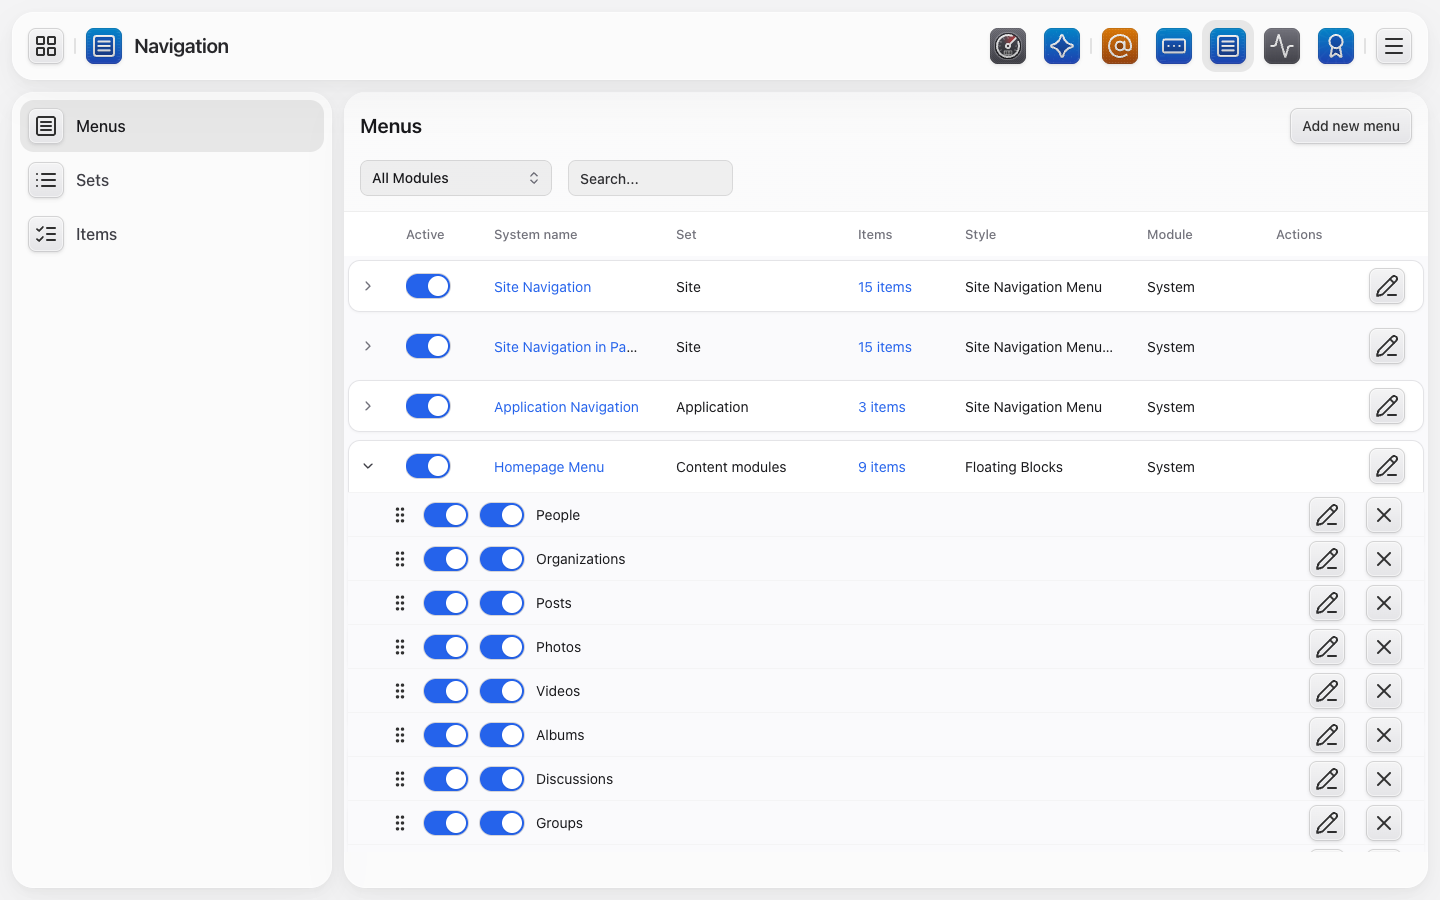 Navigation
Menus
Sets
Items
Menus
Add new menu
All Modules
Search...
Active System name Set Items Style Module Actions
Site Navigation Site 15 items Site Navigation Menu System
Site Navigation in Pa... Site 15 items Site Navigation Menu... System
Application Navigation Application 3 items Site Navigation Menu System
Homepage Menu Content modules 9 items Floating Blocks System
People
Organizations
Posts
Photos
Videos
Albums
Discussions
Groups